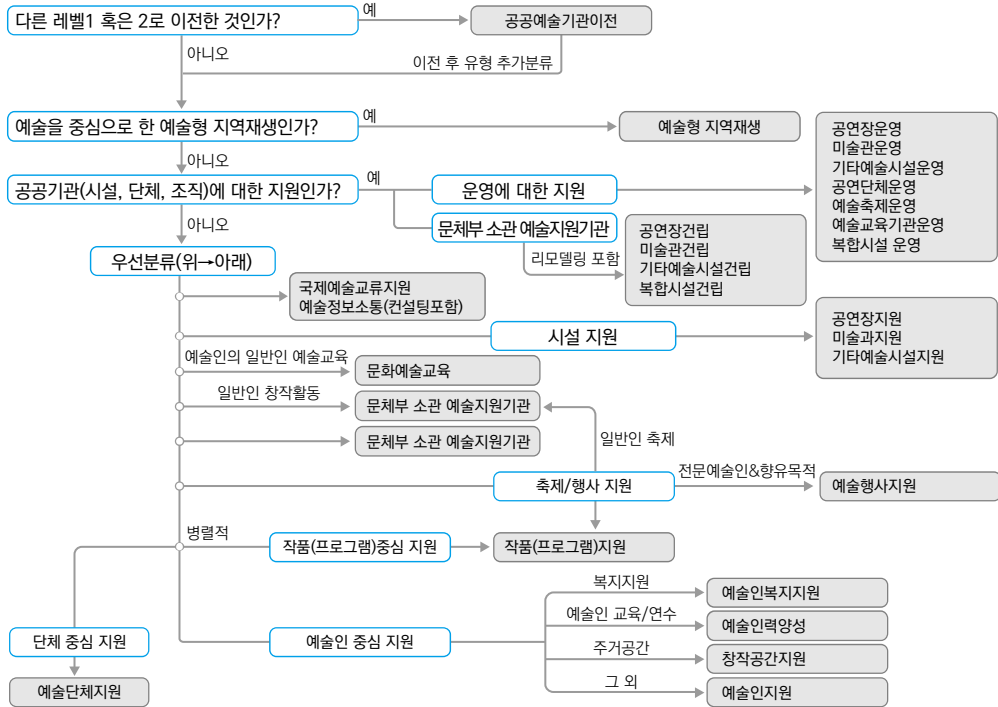 다른 레벨1 혹은 2로 이전한 것인가?
예
공공예술기관이전
아니오
이전 후 유형 추가분류
예술을 중심으로 한 예술형 지역재생인가?
예
예술형 지역재생
아니오
공공기관(시설, 단체, 조직)에 대한 지원인가?
예
운영에 대한 지원
공연장운영
미술관운영
기타예술시설운영
공연단체운영
예술축제운영
예술교육기관운영
복합시설 운영
문체부 소관 예술지원기관
리모델링 포함
공연장건립
미술관건립
기타예술시설건립
복합시설건립
아니오
우선분류(위→아래)
국제예술교류지원
예술정보소통(컨설팅포함)
시설 지원
공연장지원
미술과지원
기타예술시설지원
예술인의 일반인 예술교육
문화예술교육
일반인 창작활동
문체부 소관 예술지원기관
문체부 소관 예술지원기관
일반인 축제
축제/행사 지원
전문예술인&향유목적
예술행사지원
병렬적
작품(프로그램)중심 지원
작품(프로그램)지원
단체 중심 지원
예술단체지원
예술인 중심 지원
복지지원
예술인복지지원
예술인 교육/연수
예술인력양성
주거공간
창작공간지원
그 외
예술인지원